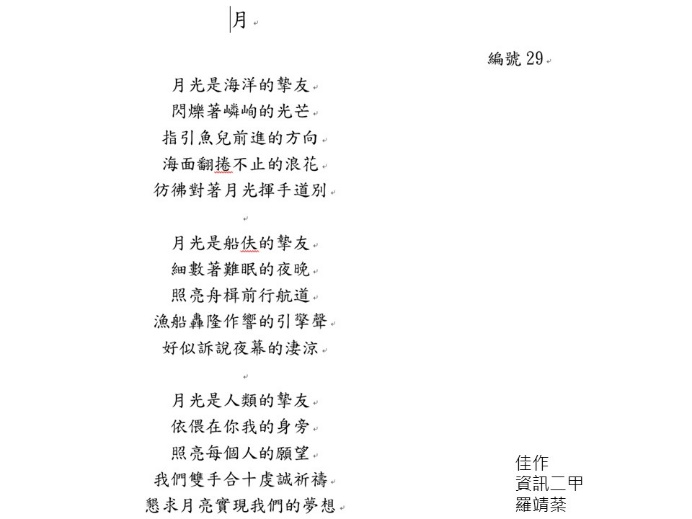 月
編號 29
月光是海洋的摯友
閃爍著嶙峋的光芒
指引魚兒前進的方向
海面翻捲不止的浪花
彷彿對著月光揮手道別
月光是船伕的摯友
細數著難眠的夜晚
照亮舟楫前行航道
漁船轟隆作響的引擎聲
好似訴說夜幕的淒涼
月光是人類的摯友
依偎在你我的身旁
照亮每個人的願望
我們雙手合十虔誠祈禱
懇求月亮實現我們的夢想
佳作
資訊二甲
羅靖棻